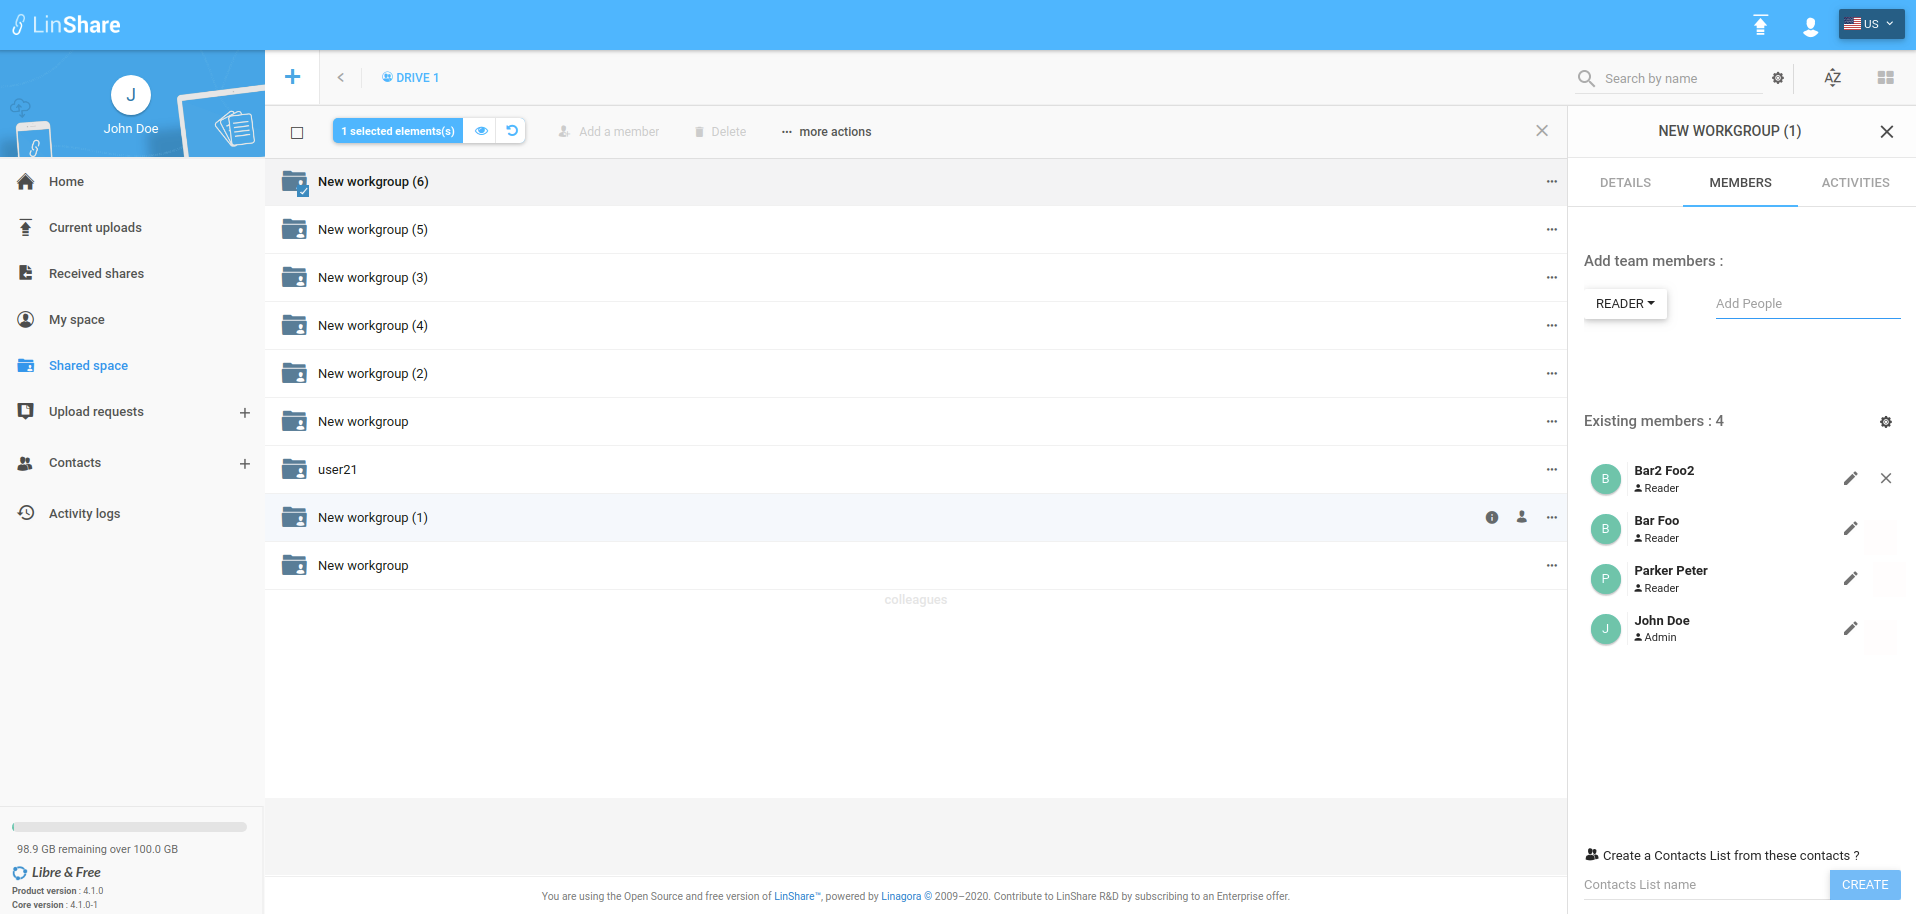 LinShare
US
J
John Doe
DRIVE 1
Search by name
AZ
Home
Current uploads
Received shares
My space
Shared space
Upload requests
Contacts
Activity logs
98.9 GB remaining over 100.0 GB
Libre & Free
Product version : 4.1.0
Core version : 4.1.0-1
1 selected elements(s)
Add a member
Delete
more actions
New workgroup (6)
New workgroup (5)
New workgroup (3)
New workgroup (4)
New workgroup (2)
New workgroup
user21
New workgroup (1)
New workgroup
colleagues
You are using the Open Source and free version of LinShare™, powered by Linagora © 2009–2020. Contribute to LinShare R&D by subscribing to an Enterprise offer.
NEW WORKGROUP (1)
DETAILS MEMBERS ACTIVITIES
Add team members :
READER Add People
Existing members : 4
B
Bar2 Foo2
Reader
B
Bar Foo
Reader
P
Parker Peter
Reader
J
John Doe
Admin
Create a Contacts List from these contacts ?
Contacts List name CREATE